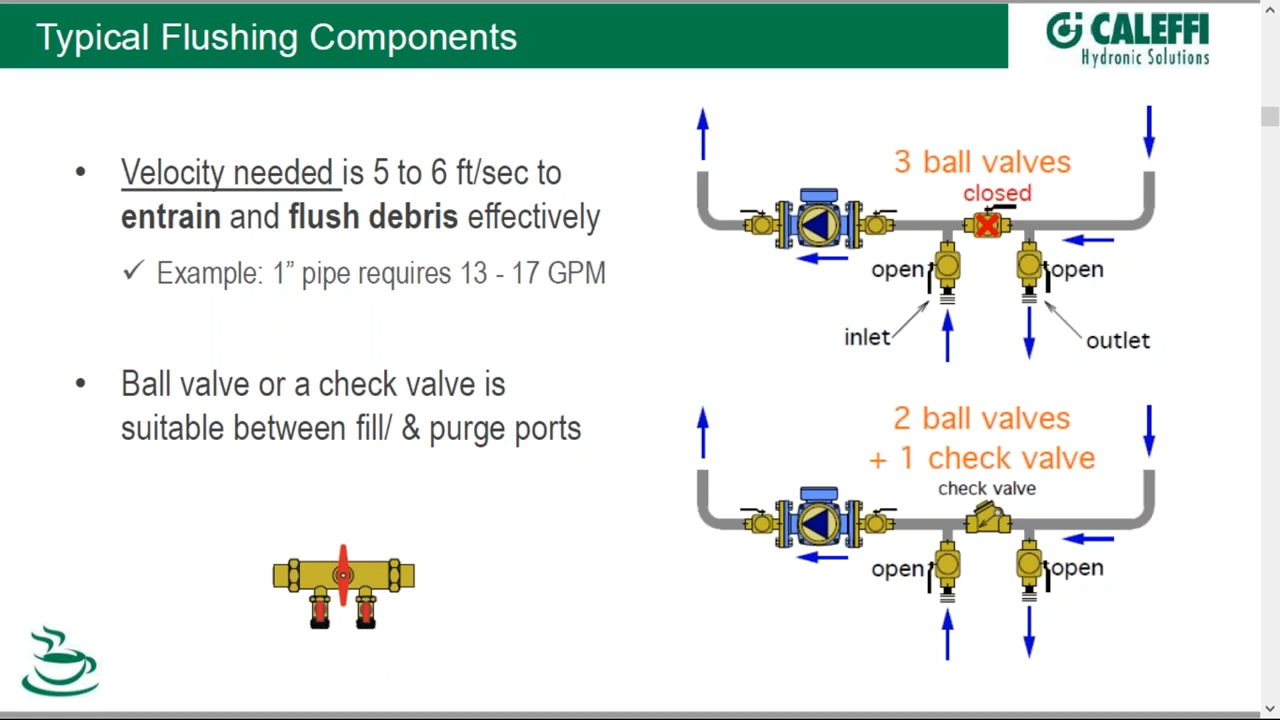 Typical Flushing Components
CALEFFI
Hydronic Solutions
• Velocity needed is 5 to 6 ft/sec to
entrain and flush debris effectively
✓ Example: 1” pipe requires 13 - 17 GPM
• Ball valve or a check valve is
suitable between fill/ & purge ports
3 ball valves
closed
open
open
inlet
outlet
2 ball valves
+ 1 check valve
check valve
open
open